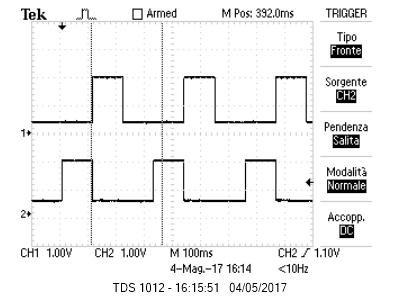 Tek Armed M Pos: 392.0ms TRIGGER
Tipo
Fronte
Sorgente
CH2
Pendenza
Salita
Modalità
Normale
Accopp.
DC
1
2
CH1 1.00V CH2 1.00V M 100ms CH2 1.10V
4-Mag.-17 16:14 <10Hz
TDS 1012 - 16:15:51 04/05/2017